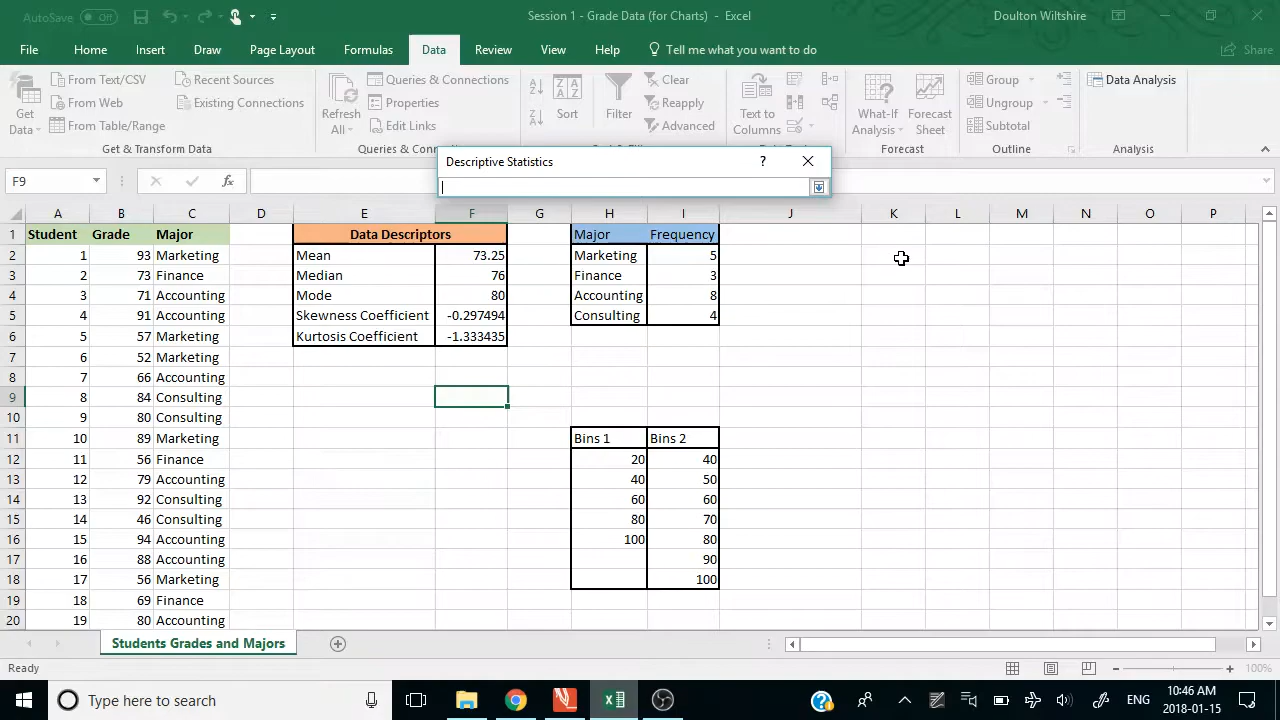 AutoSave Off
Session 1 - Grade Data (for Charts) - Excel
Doulton Wiltshire
File Home Insert Draw Page Layout Formulas Data Review View Help Tell me what you want to do Share
Get Data
From Text/CSV
From Web
From Table/Range
Recent Sources
Existing Connections
Get & Transform Data
Refresh All
Queries & Connections
Properties
Edit Links
Sort
Filter
Clear
Reapply
Advanced
Text to Columns
What-If Analysis
Forecast Sheet
Forecast
Group
Ungroup
Subtotal
Outline
Data Analysis
Analysis
Descriptive Statistics ?
F9 fx
A B C D E F G H I J K L M N O P
1 Student Grade Major Data Descriptors Major Frequency
2 1 93 Marketing Mean 73.25 Marketing 5
3 2 73 Finance Median 76 Finance 3
4 3 71 Accounting Mode 80 Accounting 8
5 4 91 Accounting Skewness Coefficient -0.297494 Consulting 4
6 5 57 Marketing Kurtosis Coefficient -1.333435
7 6 52 Marketing
8 7 66 Accounting
9 8 84 Consulting
10 9 80 Consulting
11 10 89 Marketing Bins 1 Bins 2
12 11 56 Finance 20 40
13 12 79 Accounting 40 50
14 13 92 Consulting 60 60
15 14 46 Consulting 80 70
16 15 94 Accounting 100 80
17 16 88 Accounting 90
18 17 56 Marketing 100
19 18 69 Finance
20 19 80 Accounting
Students Grades and Majors
Ready
100%
Type here to search
ENG
10:46 AM
2018-01-15